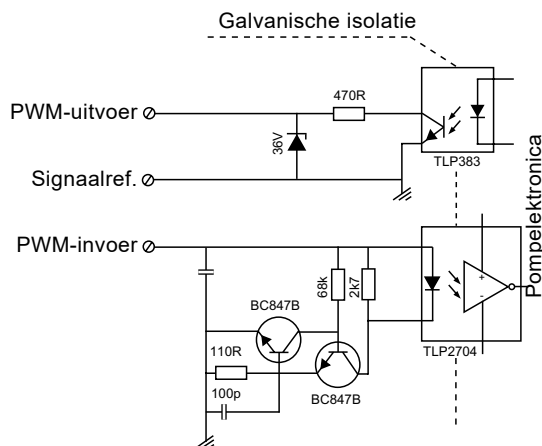 Galvanische isolatie
470R
PWM-uitvoer
36V
TLP383
Signaalref.
PWM-invoer
Pompelektronica
68k
2k7
+
-
BC847B
110R
TLP2704
100p
BC847B